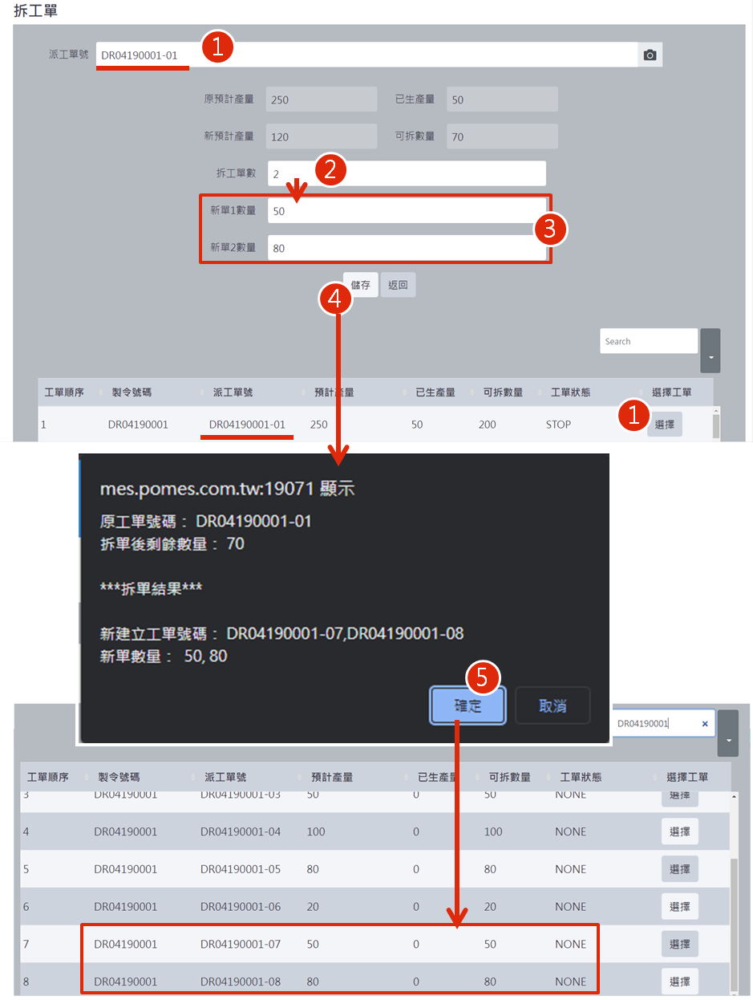 拆工單
派工單號 DR04190001-01 1
原預計產量 250 已生產量 50
新預計產量 120 可拆數量 70
拆工單數 2 2
新單1數量 50
3
新單2數量 80
4 儲存 返回
Search
工單順序 製令號碼 派工單號 預計產量 已生產量 可拆數量 工單狀態 選擇工單
1 DR04190001 DR04190001-01 250 50 200 STOP 1 選擇
mes.pomes.com.tw:19071 顯示
原工單號碼： DR04190001-01
拆單後剩餘數量： 70
***拆單結果***
新建立工單號碼： DR04190001-07,DR04190001-08
新單數量： 50, 80
5
確定 取消
DR04190001 ×
工單順序 製令號碼 派工單號 預計產量 已生產量 可拆數量 工單狀態 選擇工單
3 DR04190001 DR04190001-03 50 0 50 NONE 選擇
4 DR04190001 DR04190001-04 100 0 100 NONE 選擇
5 DR04190001 DR04190001-05 80 0 80 NONE 選擇
6 DR04190001 DR04190001-06 20 0 20 NONE 選擇
7 DR04190001 DR04190001-07 50 0 50 NONE 選擇
8 DR04190001 DR04190001-08 80 0 80 NONE 選擇